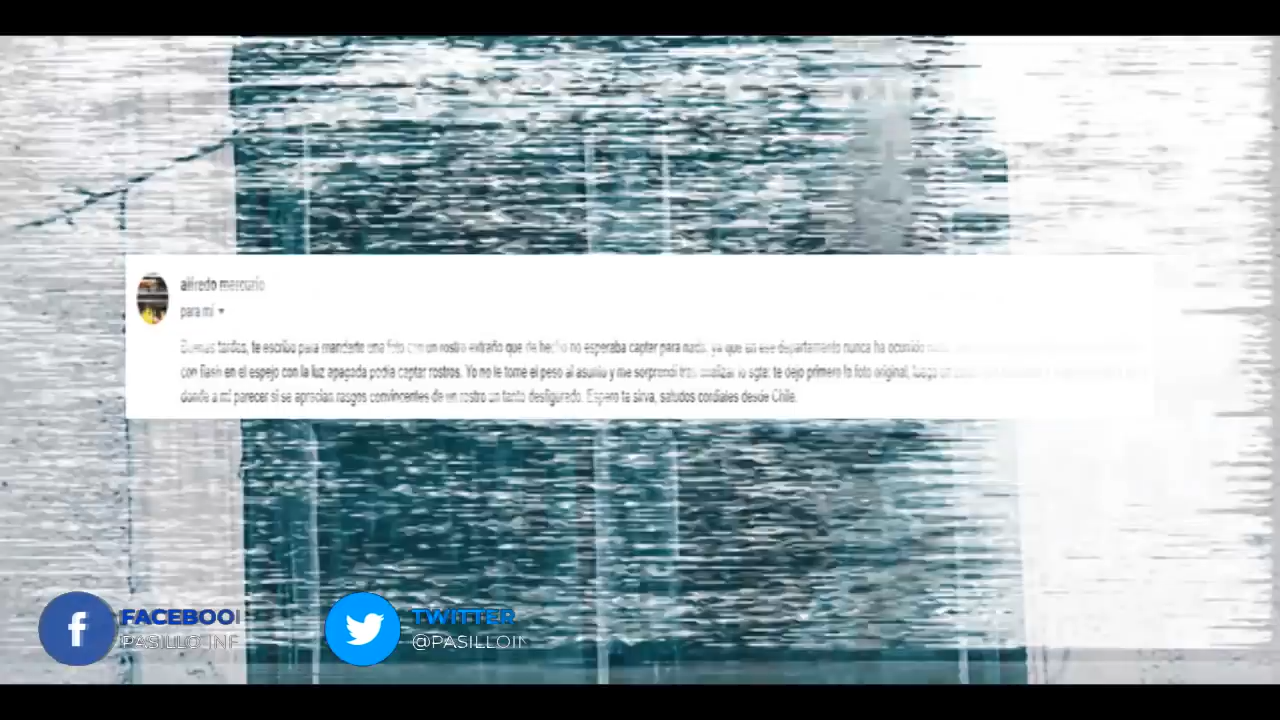 alfredo mercurio
para mí
Buenas tardes, te escribo para mandarte una foto con un rostro extraño que de hecho no esperaba captar para nada, ya que en ese departamento nunca ha ocurrido
con flash en el espejo con la luz apagada podía captar rostros. Yo no le tome el peso al asunto y me sorprendí tras analizar lo sgte: te dejo primero la foto original, luego
donde a mi parecer si se aprecian rasgos convincentes de un rostro un tanto desfigurado. Espero te sirva, saludos cordiales desde Chile.
FACEBOO
PASILLO INF
TWITTER
@PASILLOIN